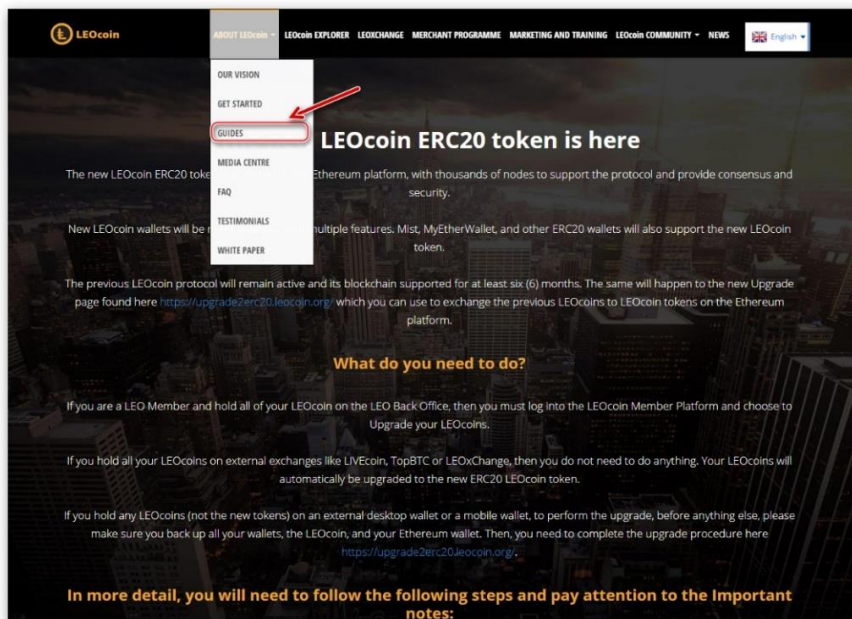 LEOcoin
ABOUT LEOcoin LEOcoin EXPLORER LEOXCHANGE MERCHANT PROGRAMME MARKETING AND TRAINING LEOcoin COMMUNITY NEWS English
OUR VISION
GET STARTED
GUIDES
MEDIA CENTRE
FAQ
TESTIMONIALS
WHITE PAPER
LEOcoin ERC20 token is here
The new LEOcoin ERC20 Ethereum platform, with thousands of nodes to support the protocol and provide consensus and
security.
New LEOcoin wallets will be multiple features. Mist, MyEtherWallet, and other ERC20 wallets will also support the new LEOcoin
token.
The previous LEOcoin protocol will remain active and its blockchain supported for at least six (6) months. The same will happen to the new Upgrade
page found here https://upgrade2erc20.leocoin.org/ which you can use to exchange the previous LEOcoins to LEOcoin tokens on the Ethereum
platform.
What do you need to do?
If you are a LEO Member and hold all of your LEOcoin on the LEO Back Office, then you must log into the LEOcoin Member Platform and choose to
Upgrade your LEOcoins.
If you hold all your LEOcoins on external exchanges like LIVEcoin, TopBTC or LEOxChange, then you do not need to do anything. Your LEOcoins will
automatically be upgraded to the new ERC20 LEOcoin token.
If you hold any LEOcoins (not the new tokens) on an external desktop wallet or a mobile wallet, to perform the upgrade, before anything else, please
make sure you back up all your wallets, the LEOcoin, and your Ethereum wallet. Then, you need to complete the upgrade procedure here
https://upgrade2erc20.leocoin.org/.
In more detail, you will need to follow the following steps and pay attention to the Important
notes: